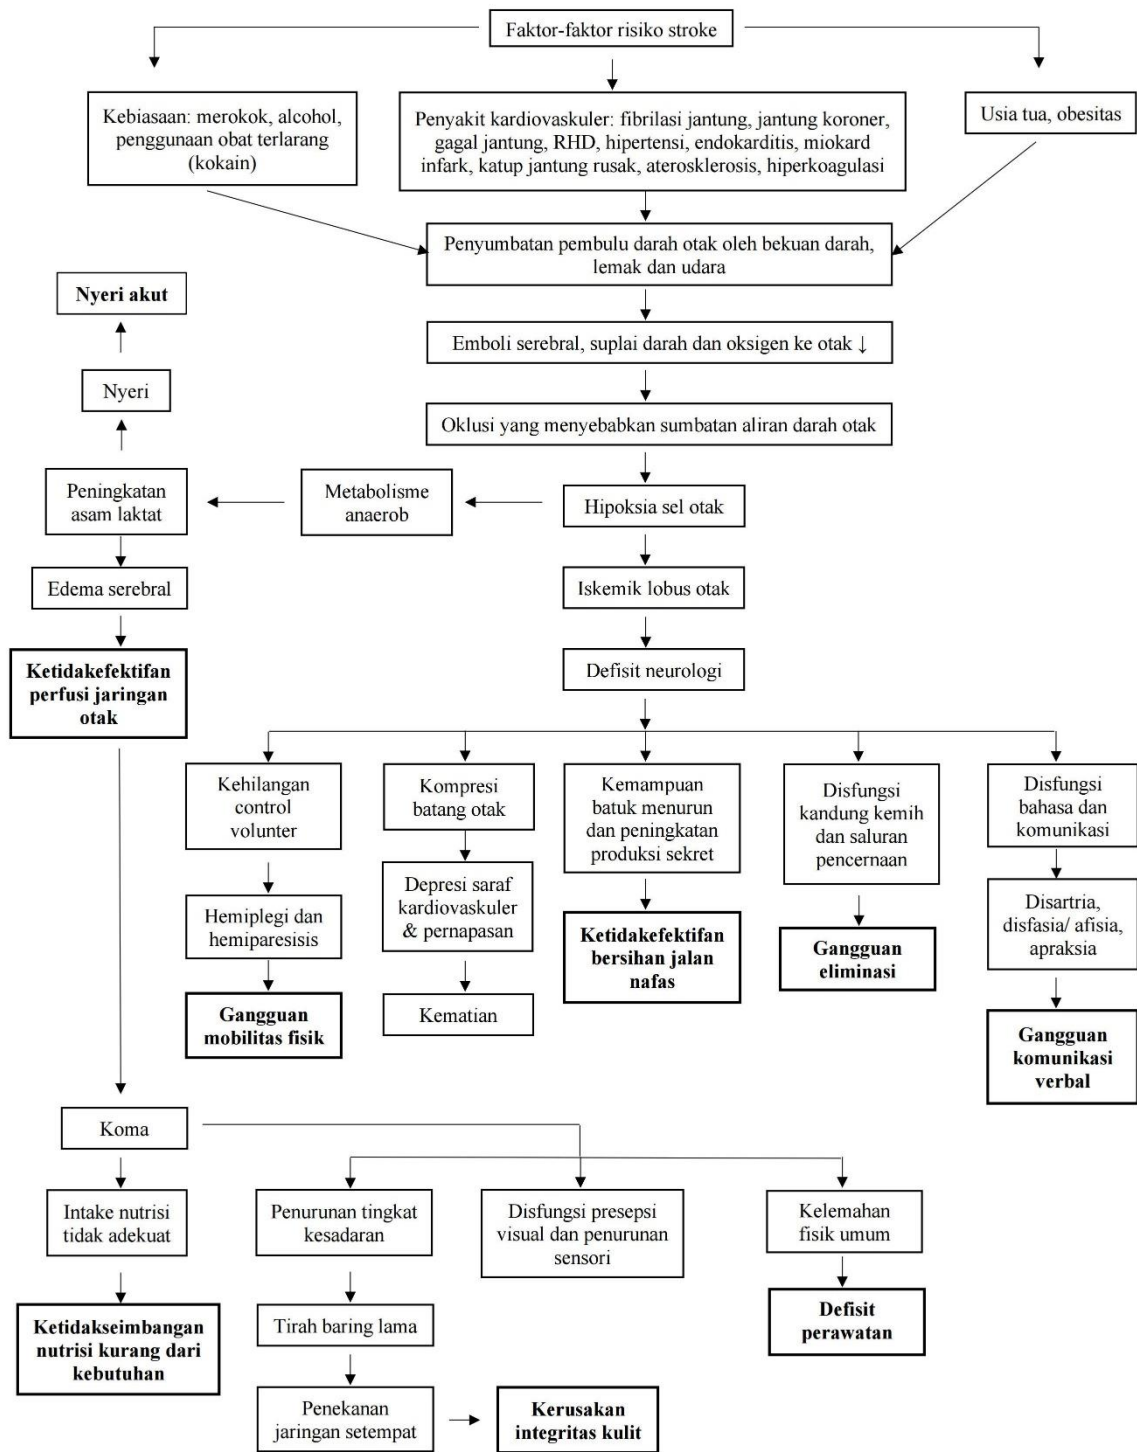 Faktor-faktor risiko stroke
Kebiasaan: merokok, alcohol,
penggunaan obat terlarang
(kokain)
Penyakit kardiovaskuler: fibrilasi jantung, jantung koroner,
gagal jantung, RHD, hipertensi, endokarditis, miokard
infark, katup jantung rusak, aterosklerosis, hiperkoagulasi
Usia tua, obesitas
Penyumbatan pembulu darah otak oleh bekuan darah,
lemak dan udara
Nyeri akut
Emboli serebral, suplai darah dan oksigen ke otak ↓
Nyeri
Oklusi yang menyebabkan sumbatan aliran darah otak
Peningkatan
asam laktat
Metabolisme
anaerob
Hipoksia sel otak
Edema serebral
Iskemik lobus otak
Ketidakefektifan
perfusi jaringan
otak
Defisit neurologi
Kehilangan
control
volunter
Kompresi
batang otak
Kemampuan
batuk menurun
dan peningkatan
produksi sekret
Disfungsi
kandung kemih
dan saluran
pencernaan
Disfungsi
bahasa dan
komunikasi
Hemiplegi dan
hemiparesisis
Depresi saraf
kardiovaskuler
& pernapasan
Ketidakefektifan
bersihan jalan
nafas
Gangguan
eliminasi
Disartria,
disfasia/ afisia,
apraksia
Gangguan
mobilitas fisik
Kematian
Gangguan
komunikasi
verbal
Koma
Intake nutrisi
tidak adekuat
Penurunan tingkat
kesadaran
Disfungsi presepsi
visual dan penurunan
sensori
Kelemahan
fisik umum
Ketidakseimbangan
nutrisi kurang dari
kebutuhan
Tirah baring lama
Defisit
perawatan
Penekanan
jaringan setempat
Kerusakan
integritas kulit